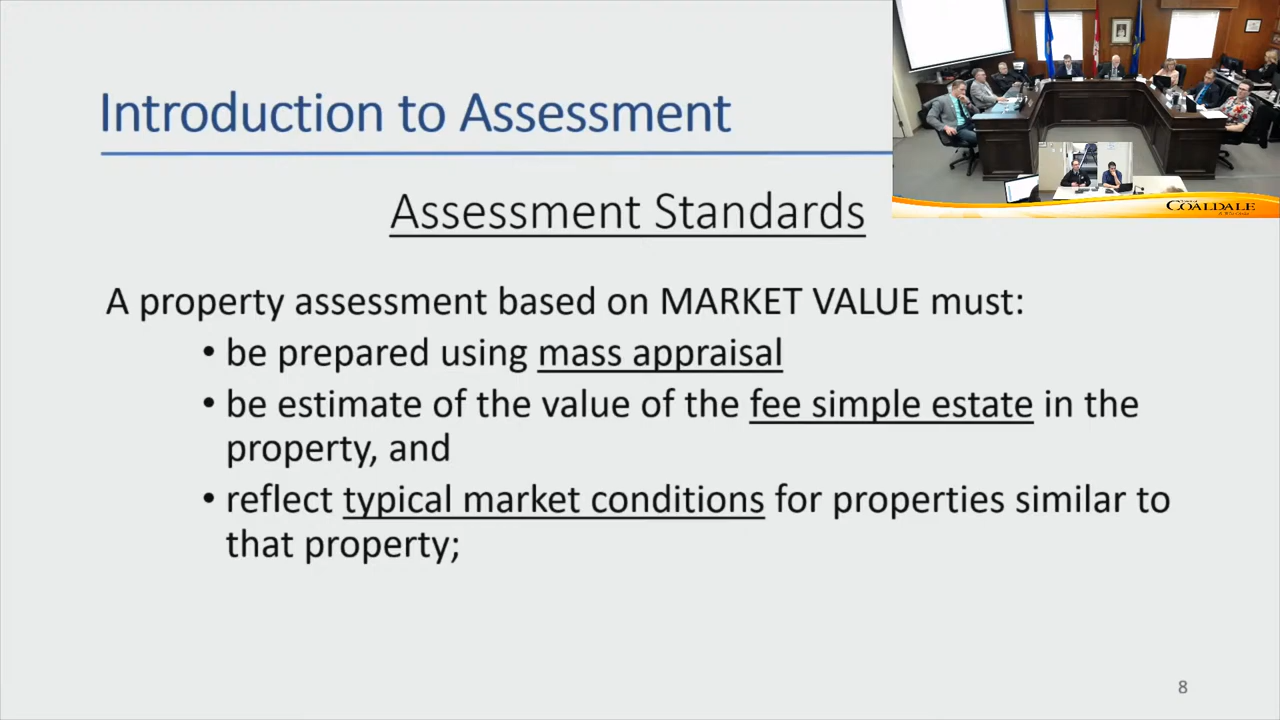 Introduction to Assessment
COALDALE
Assessment Standards
A property assessment based on MARKET VALUE must:
• be prepared using mass appraisal
• be estimate of the value of the fee simple estate in the
property, and
• reflect typical market conditions for properties similar to
that property;
8